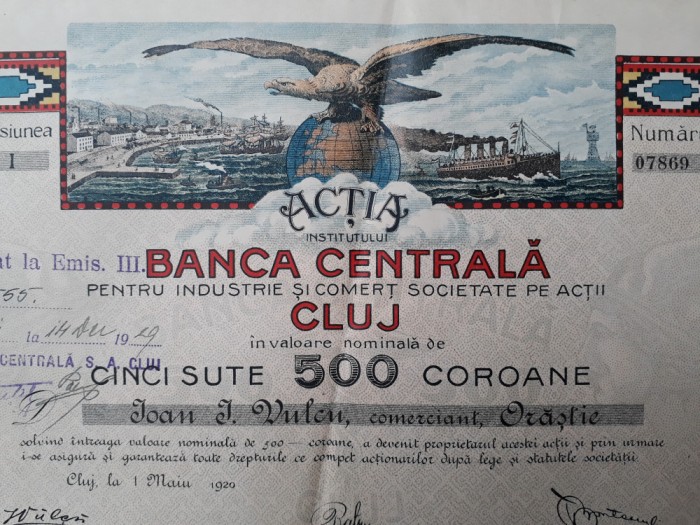 siunea
I
Număru
07869
ACȚIA
INSTITUTULUI
BANCA CENTRALĂ
PENTRU INDUSTRIE ȘI COMERȚ SOCIETATE PE ACȚII
CLUJ
în valoare nominală de
CINCI SUTE 500 COROANE
at la Emis. III.
555.
la 14 Dec 1929
CENTRALĂ S. A. CLUJ
Ioan I. Vulcu, comerciant, Orăștie
solvind întreaga valoare nominală de 500 — coroane, a devenit proprietarul acestei acții și prin urmare
i-se asigură și garantează toate drepturile ce compet acționarilor după lege și statutele societății
Cluj, la 1 Maiu 1920